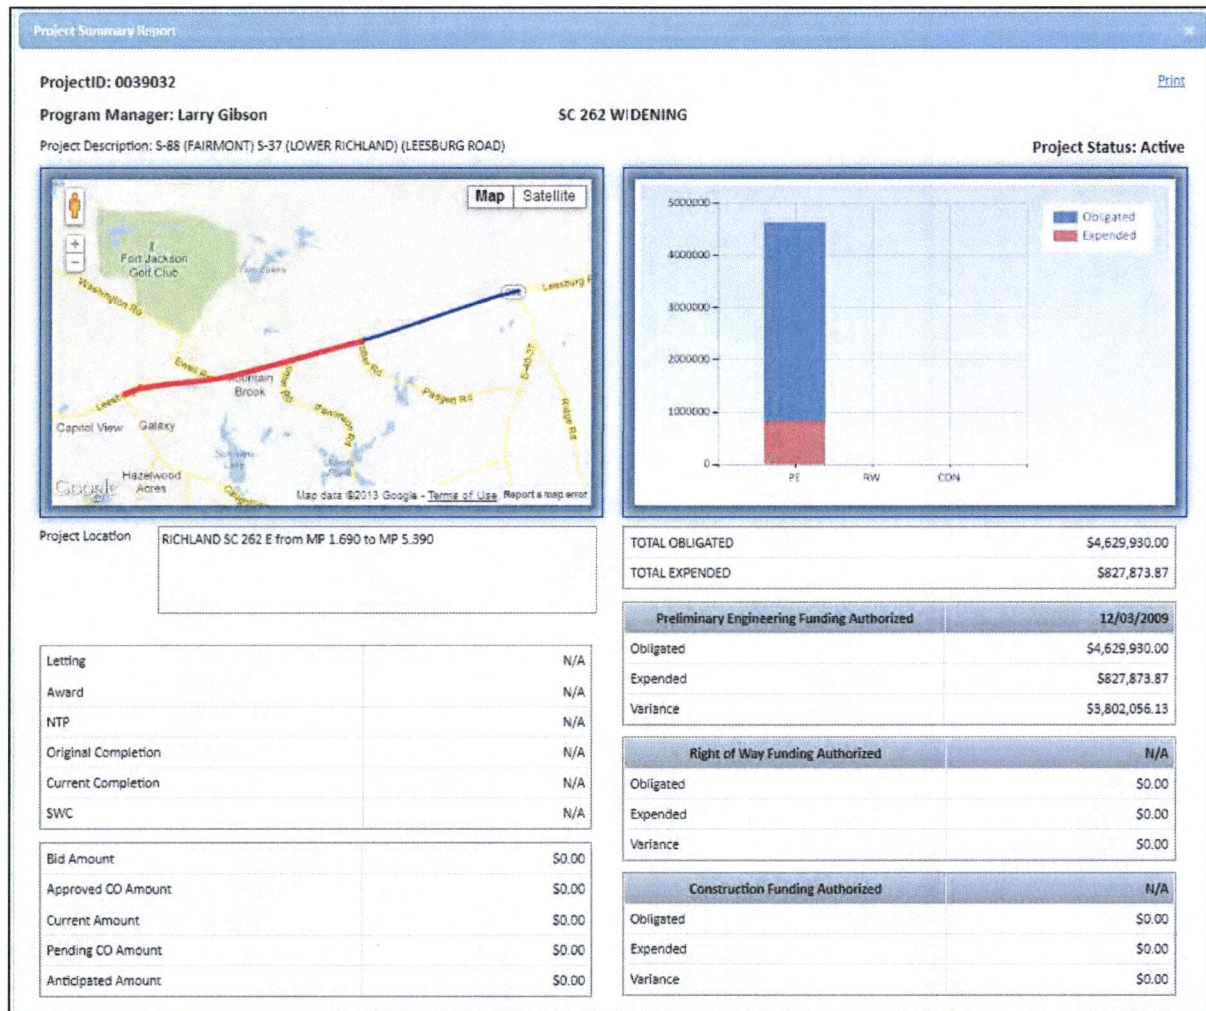 Project Summary Report
ProjectID: 0039032
Print
Program Manager: Larry Gibson
SC 262 WIDENING
Project Description: S-88 (FAIRMONT) S-37 (LOWER RICHLAND) (LEESBURG ROAD)
Project Status: Active
Map Satellite
+
−
Fort Jackson
Golf Club
Washington Rd
Leesburg
Brook
Padgett Rd
S-40-37
Ridge Rd
Capitol View
Galaxy
Hazelwood
Acres
Google
Map data ©2013 Google - Terms of Use Report a map error
5000000
4000000
3000000
2000000
1000000
0
PE RW CON
Obligated
Expended
Project Location
RICHLAND SC 262 E from MP 1.690 to MP 5.390
TOTAL OBLIGATED $4,629,930.00
TOTAL EXPENDED $827,873.87
Preliminary Engineering Funding Authorized 12/03/2009
Obligated $4,629,930.00
Expended $827,873.87
Variance $3,802,056.13
Right of Way Funding Authorized N/A
Obligated $0.00
Expended $0.00
Variance $0.00
Construction Funding Authorized N/A
Obligated $0.00
Expended $0.00
Variance $0.00
Letting N/A
Award N/A
NTP N/A
Original Completion N/A
Current Completion N/A
SWC N/A
Bid Amount $0.00
Approved CO Amount $0.00
Current Amount $0.00
Pending CO Amount $0.00
Anticipated Amount $0.00